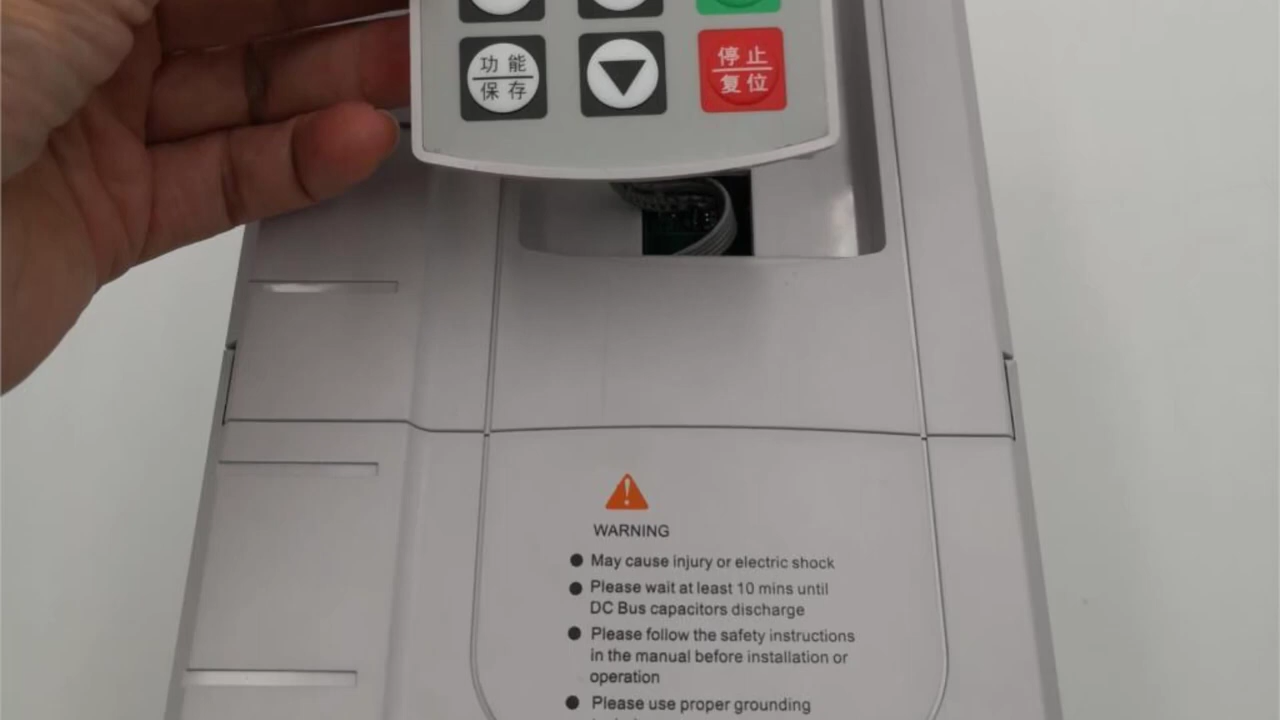 功能
保存
停止
复位
WARNING
● May cause injury or electric shock
● Please wait at least 10 mins until
DC Bus capacitors discharge
● Please follow the safety instructions
in the manual before installation or
operation
● Please use proper grounding